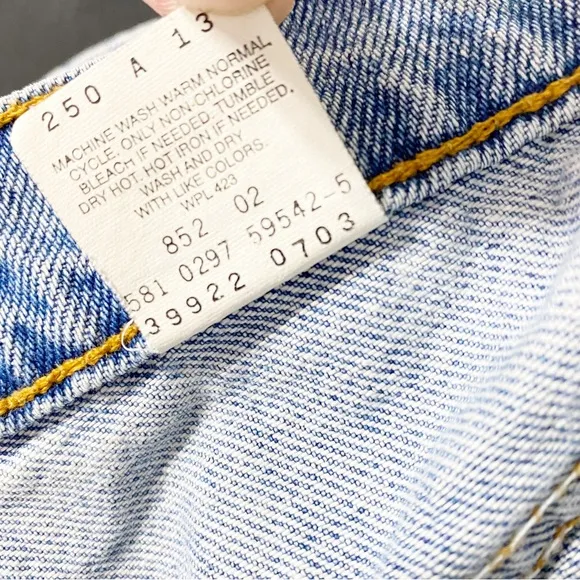 250 A 13
MACHINE WASH WARM NORMAL
CYCLE. ONLY NON-CHLORINE
BLEACH IF NEEDED. TUMBLE
DRY HOT. HOT IRON IF NEEDED.
WASH AND DRY
WITH LIKE COLORS.
WPL 423
852 02
581 0297 59542-5
39922 0703